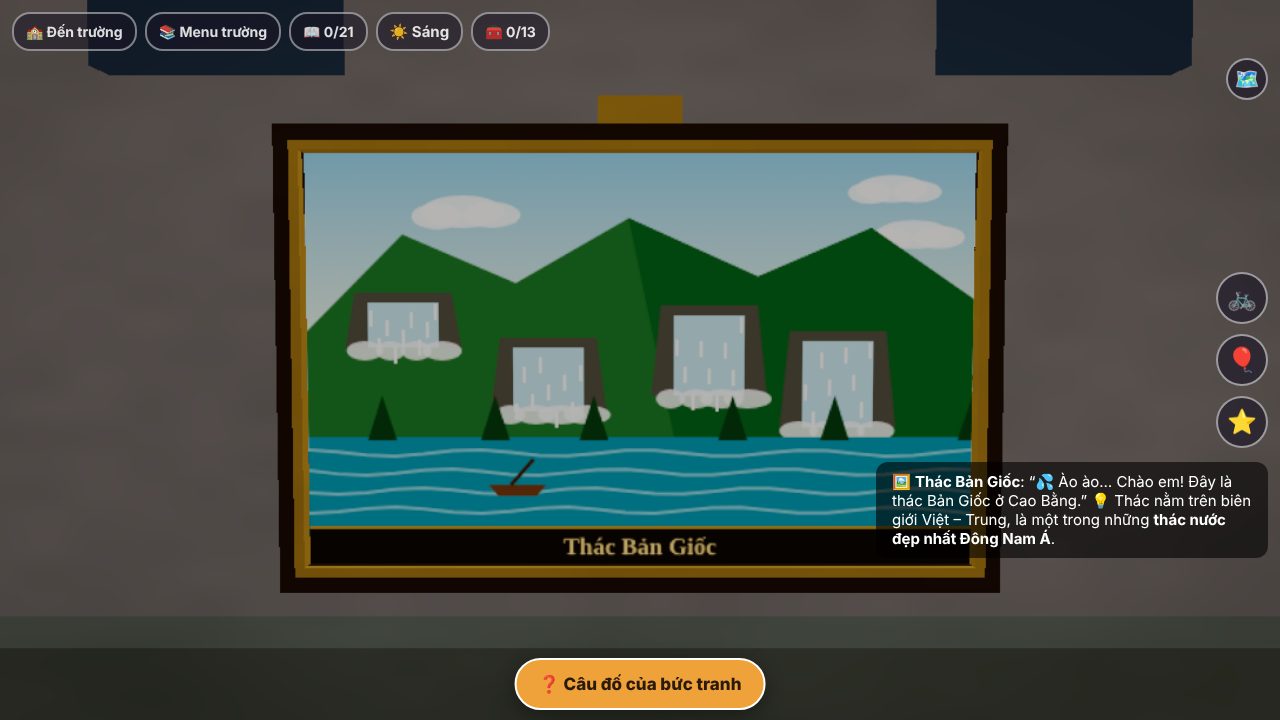 🏫 Đến trường
📚 Menu trường
📖 0/21
☀️ Sáng
🧰 0/13
🖼️ Thác Bản Giốc: “💦 Ào ào… Chào em! Đây là
thác Bản Giốc ở Cao Bằng.” 💡 Thác nằm trên biên
giới Việt – Trung, là một trong những thác nước
đẹp nhất Đông Nam Á.
Thác Bản Giốc
❓ Câu đố của bức tranh